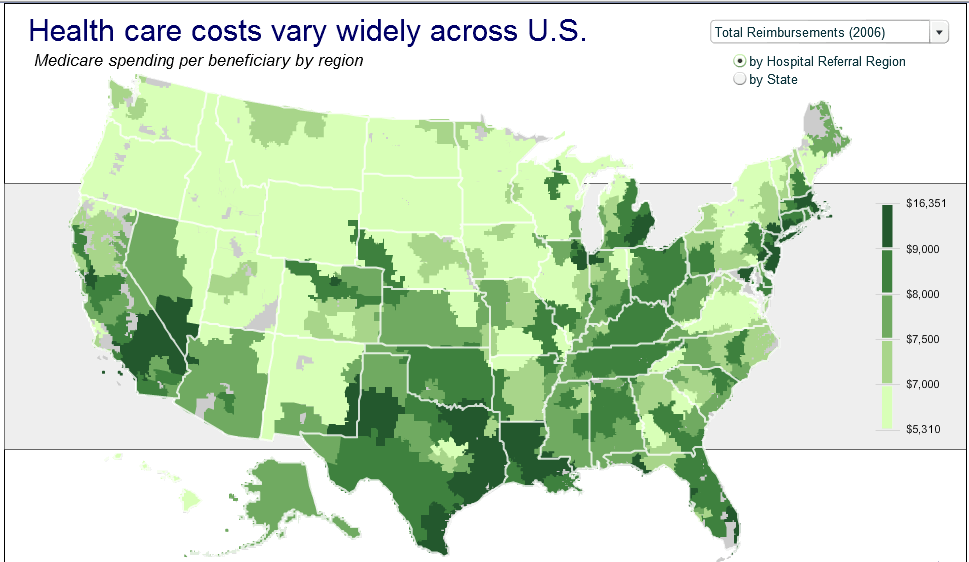 Health care costs vary widely across U.S.
Medicare spending per beneficiary by region
Total Reimbursements (2006)
by Hospital Referral Region
by State
$16,351
$9,000
$8,000
$7,500
$7,000
$5,310